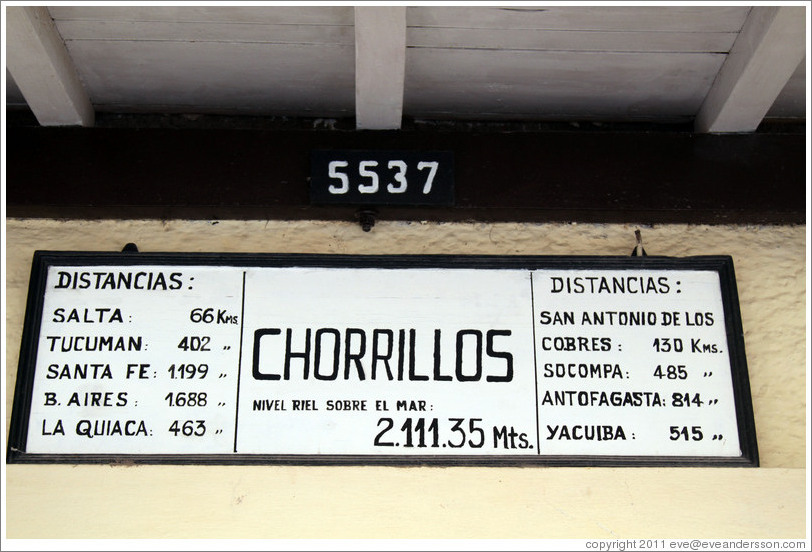 5537
DISTANCIAS:
SALTA: 66 Kms.
TUCUMAN: 402 „
SANTA FE: 1.199 „
B. AIRES : 1.688 „
LA QUIACA: 463 „
CHORRILLOS
NIVEL RIEL SOBRE EL MAR:
2.111.35 Mts.
DISTANCIAS:
SAN ANTONIO DE LOS
COBRES : 130 Kms.
SOCOMPA: 485 „
ANTOFAGASTA: 814 „
YACUIBA : 515 „
copyright 2011 eve@eveandersson.com